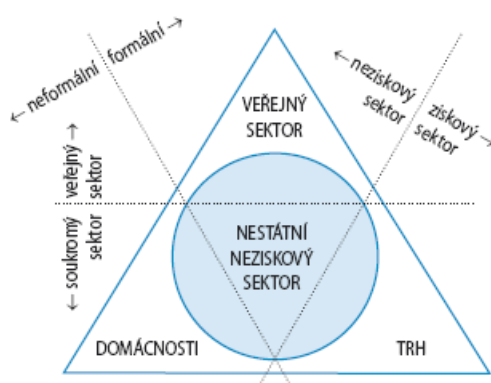 ← neformální formální →
← neziskový sektor
ziskový → sektor
VEŘEJNÝ
SEKTOR
veřejný →
sektor
← soukromý
sektor
NESTÁTNÍ
NEZISKOVÝ
SEKTOR
DOMÁCNOSTI
TRH